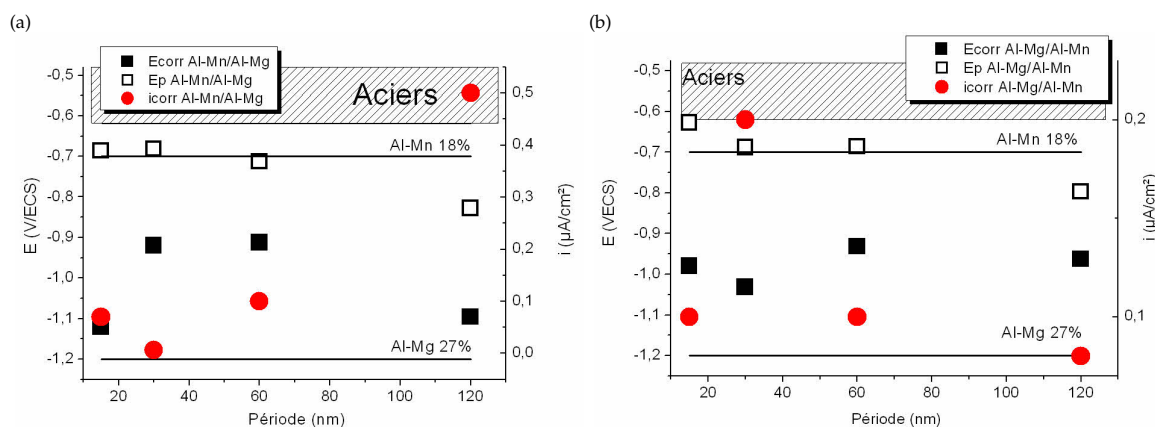 (a)
Ecorr Al-Mn/Al-Mg
Ep Al-Mn/Al-Mg
icorr Al-Mn/Al-Mg
Aciers
Al-Mn 18%
Al-Mg 27%
-0,5
-0,6
-0,7
-0,8
-0,9
-1,0
-1,1
-1,2
E (V/ECS)
0,5
0,4
0,3
0,2
0,1
0,0
i (µA/cm²)
20 40 60 80 100 120
Période (nm)
(b)
Ecorr Al-Mg/Al-Mn
Ep Al-Mg/Al-Mn
icorr Al-Mg/Al-Mn
Aciers
Al-Mn 18%
Al-Mg 27%
-0,5
-0,6
-0,7
-0,8
-0,9
-1,0
-1,1
-1,2
E (VECS)
0,2
0,1
i (µA/cm²)
20 40 60 80 100 120
Période (nm)